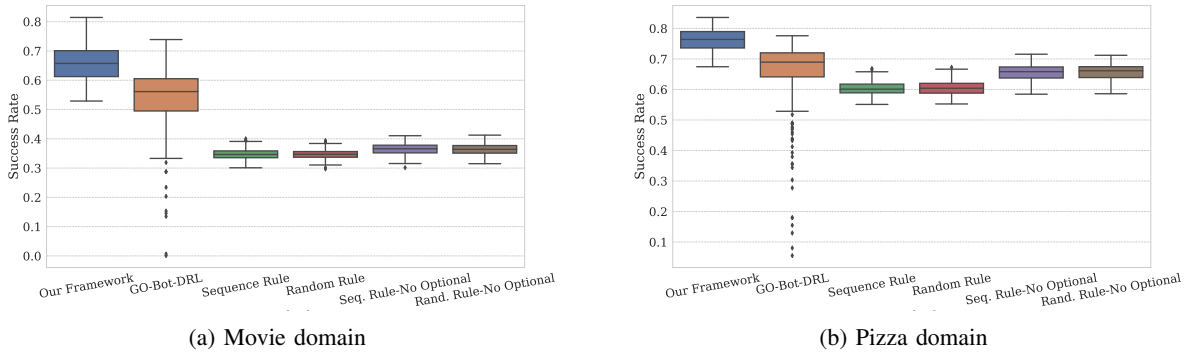 0.8
0.7
0.6
0.5
0.4
0.3
0.2
0.1
0.0
Success Rate
Our Framework
GO-Bot-DRL
Sequence Rule
Random Rule
Seq. Rule-No Optional
Rand. Rule-No Optional
(a) Movie domain
0.8
0.7
0.6
0.5
0.4
0.3
0.2
0.1
Success Rate
Our Framework
GO-Bot-DRL
Sequence Rule
Random Rule
Seq. Rule-No Optional
Rand. Rule-No Optional
(b) Pizza domain